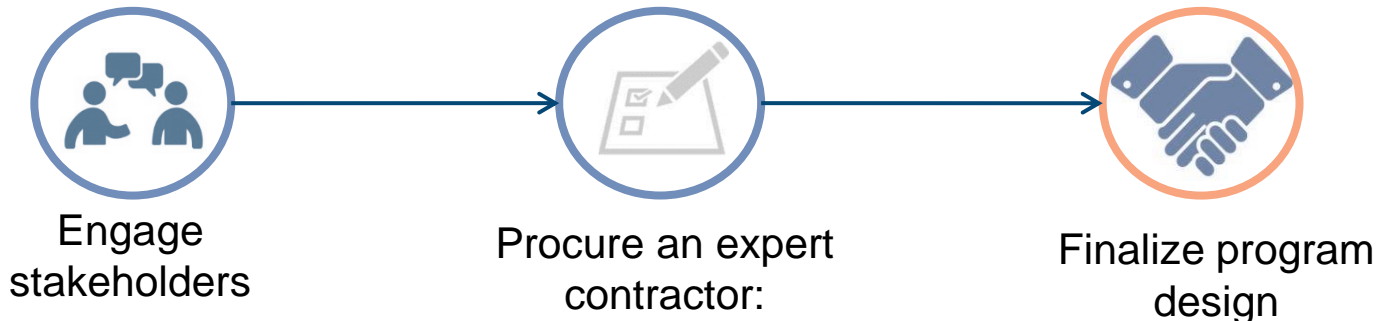 Engage
stakeholders
Procure an expert
contractor:
Finalize program
design